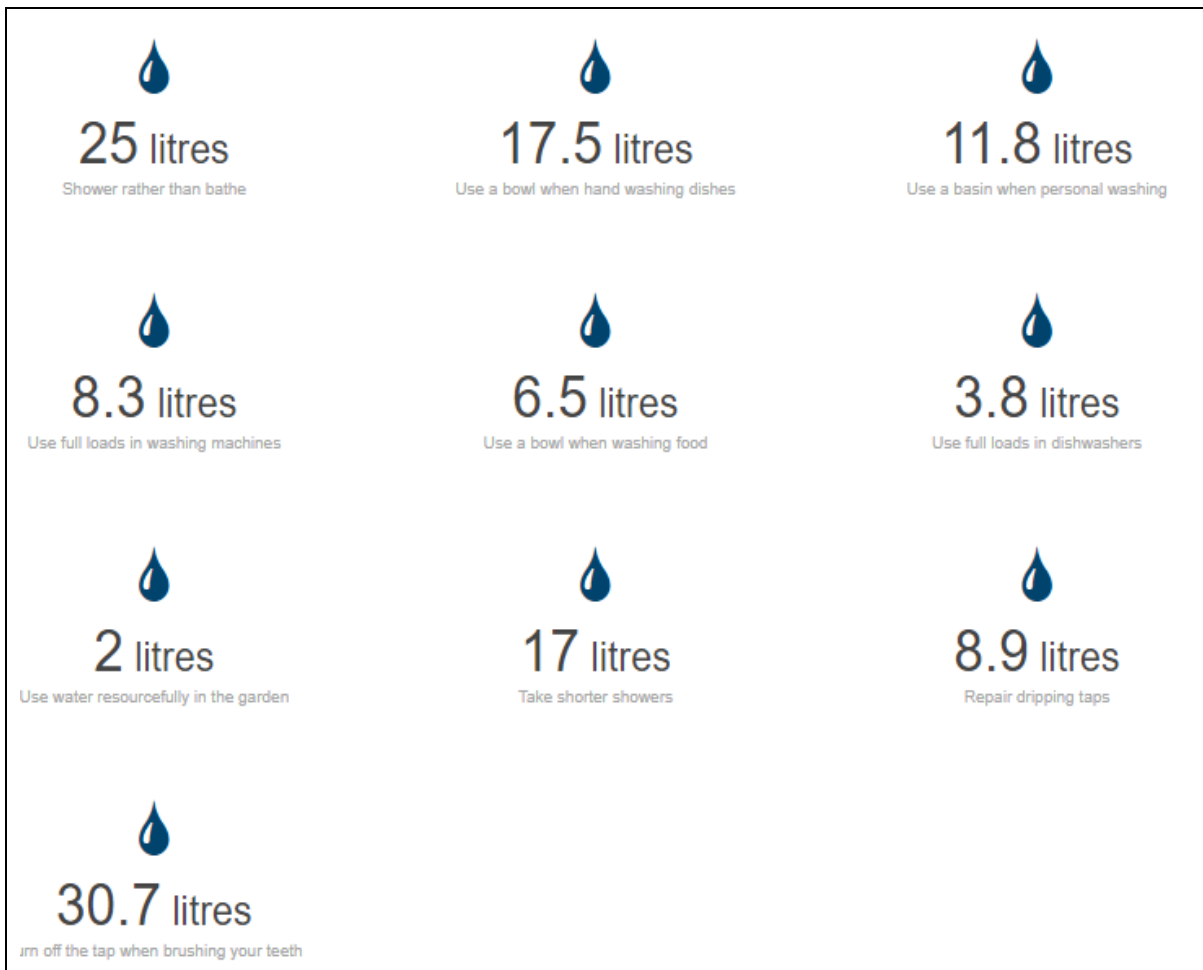 25 litres
Shower rather than bathe
17.5 litres
Use a bowl when hand washing dishes
11.8 litres
Use a basin when personal washing
8.3 litres
Use full loads in washing machines
6.5 litres
Use a bowl when washing food
3.8 litres
Use full loads in dishwashers
2 litres
Use water resourcefully in the garden
17 litres
Take shorter showers
8.9 litres
Repair dripping taps
30.7 litres
off the tap when brushing your teeth